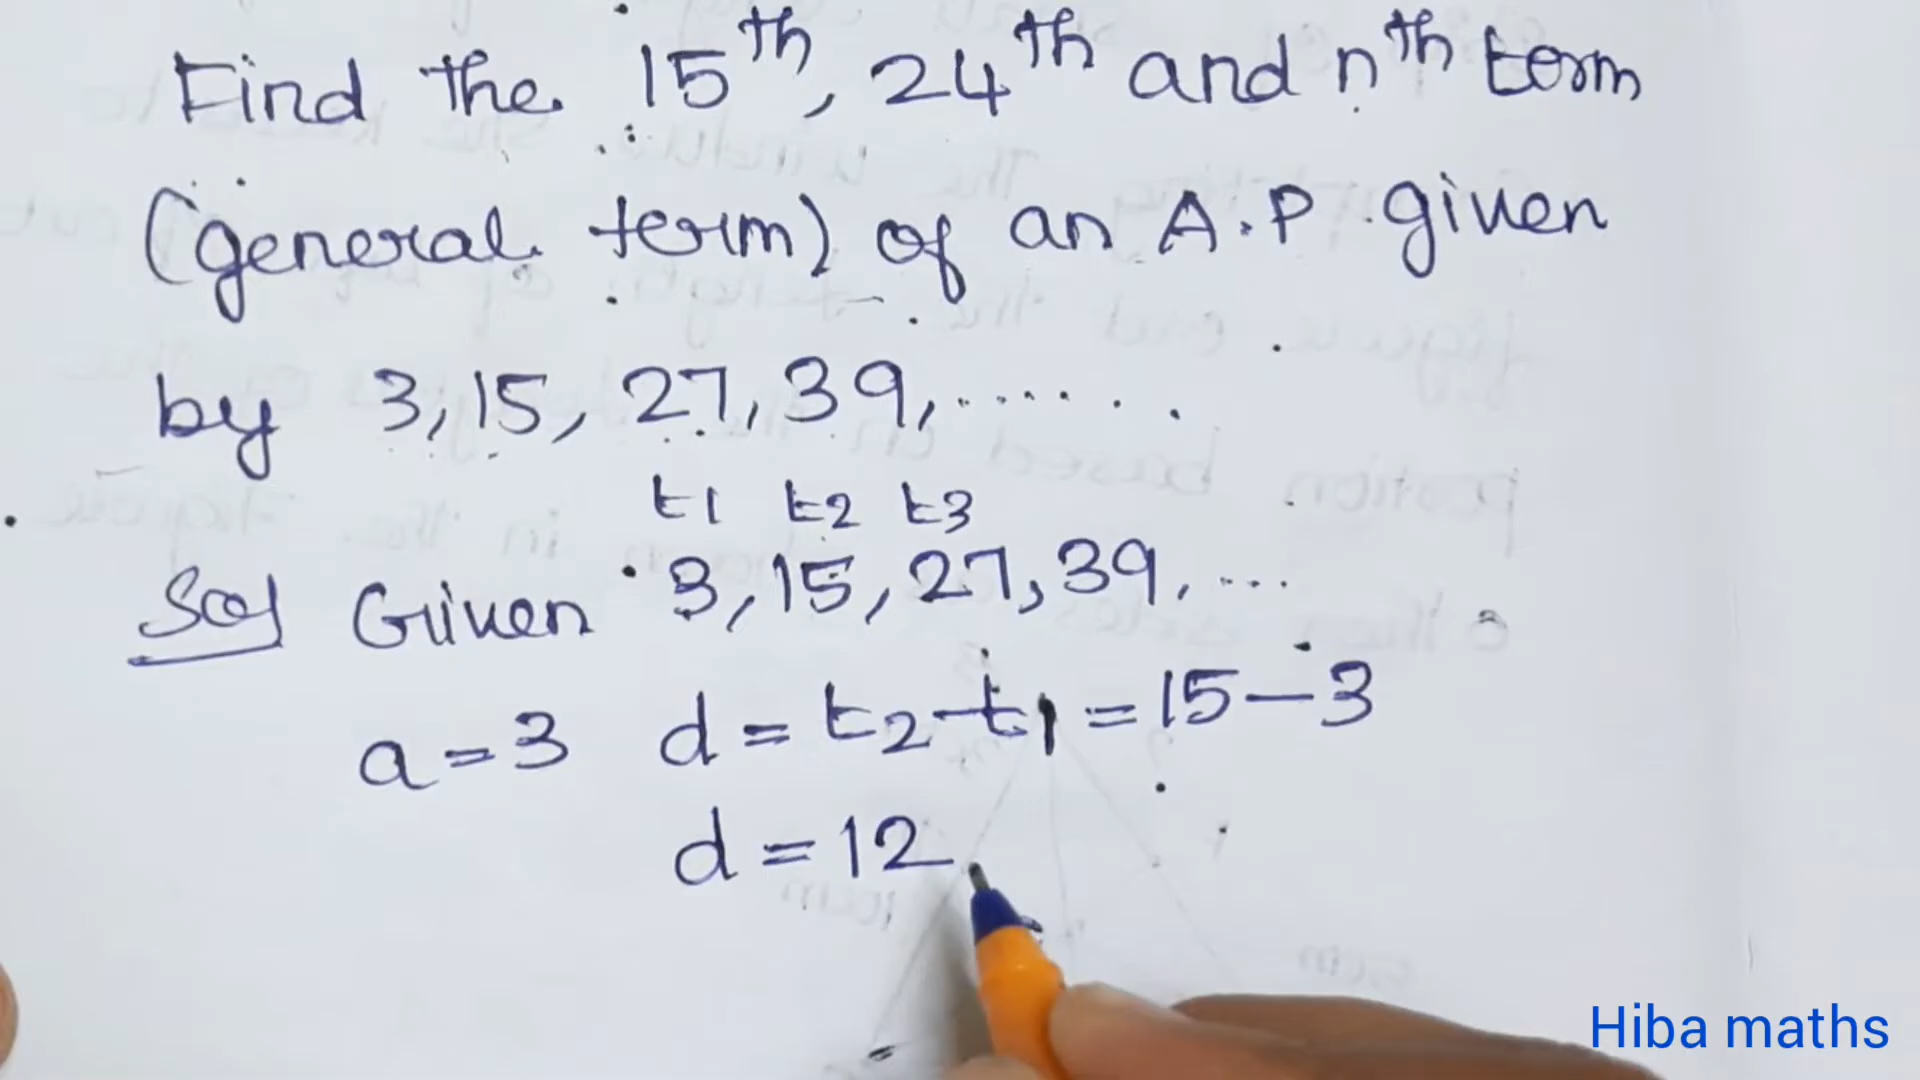 Find the 15th, 24th and nth term
(general term) of an A.P given
by 3, 15, 27, 39, ......
t1 t2 t3
Sol Given 3, 15, 27, 39, ...
a = 3 d = t2 - t1 = 15 - 3
d = 12
Hiba maths